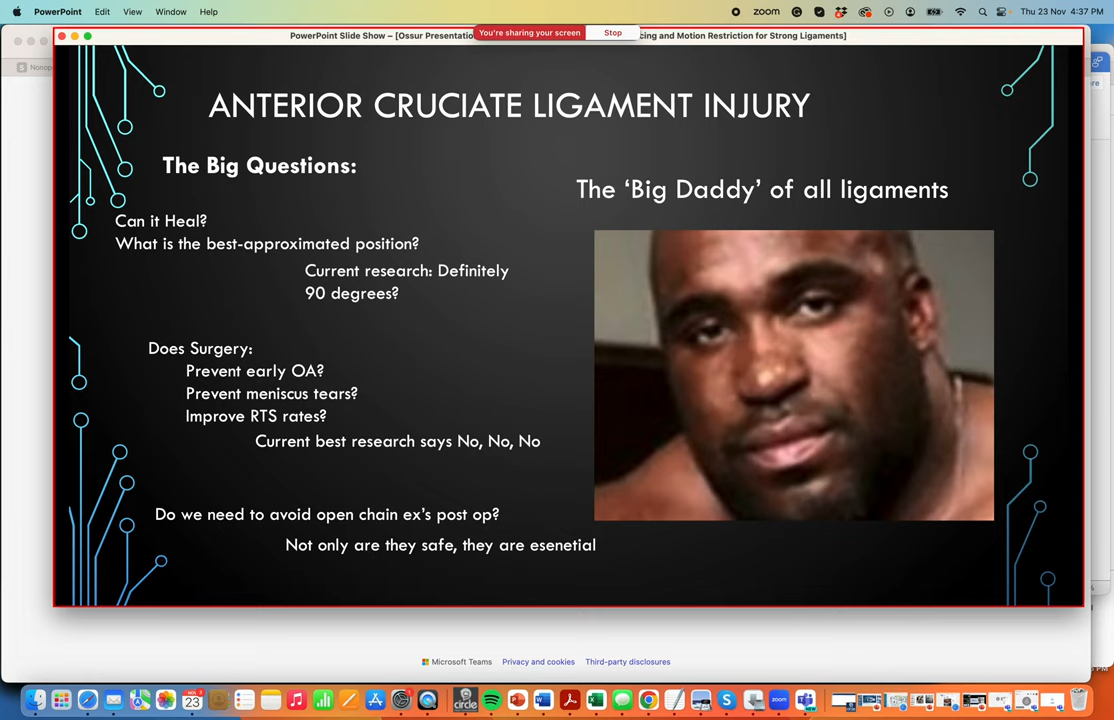 PowerPoint Edit View Window Help
zoom
Thu 23 Nov 4:37 PM
PowerPoint Slide Show – [Ossur Presentatio
You're sharing your screen
Stop
cing and Motion Restriction for Strong Ligaments]
Nonop
ANTERIOR CRUCIATE LIGAMENT INJURY
The Big Questions:
The ‘Big Daddy’ of all ligaments
Can it Heal?
What is the best-approximated position?
Current research: Definitely
90 degrees?
Does Surgery:
Prevent early OA?
Prevent meniscus tears?
Improve RTS rates?
Current best research says No, No, No
Do we need to avoid open chain ex's post op?
Not only are they safe, they are esenetial
Microsoft Teams Privacy and cookies Third-party disclosures
23
circle
zoom